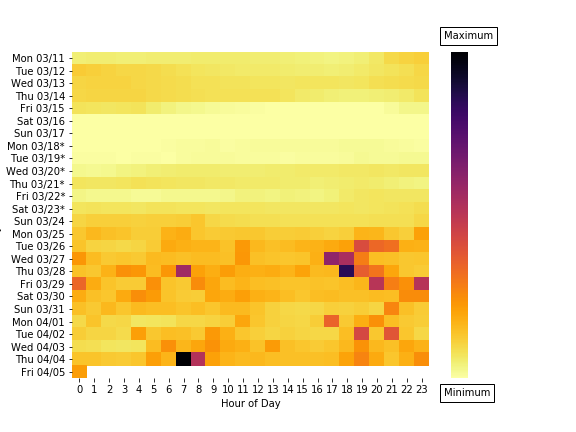 Maximum
Mon 03/11
Tue 03/12
Wed 03/13
Thu 03/14
Fri 03/15
Sat 03/16
Sun 03/17
Mon 03/18*
Tue 03/19*
Wed 03/20*
Thu 03/21*
Fri 03/22*
Sat 03/23*
Sun 03/24
Mon 03/25
Tue 03/26
Wed 03/27
Thu 03/28
Fri 03/29
Sat 03/30
Sun 03/31
Mon 04/01
Tue 04/02
Wed 04/03
Thu 04/04
Fri 04/05
0 1 2 3 4 5 6 7 8 9 10 11 12 13 14 15 16 17 18 19 20 21 22 23
Hour of Day
Minimum